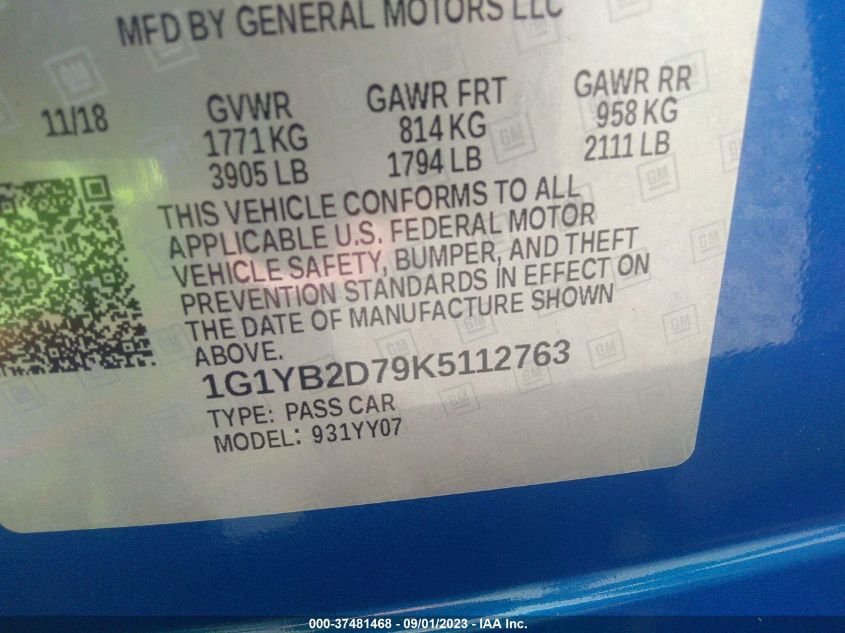 MFD BY GENERAL MOTORS LLC
11/18 GVWR GAWR FRT GAWR RR
1771 KG 814 KG 958 KG
3905 LB 1794 LB 2111 LB
THIS VEHICLE CONFORMS TO ALL
APPLICABLE U.S. FEDERAL MOTOR
VEHICLE SAFETY, BUMPER, AND THEFT
PREVENTION STANDARDS IN EFFECT ON
THE DATE OF MANUFACTURE SHOWN
ABOVE.
1G1YB2D79K5112763
TYPE: PASS CAR
MODEL: 931YY07
000-37481468 - 09/01/2023 - IAA Inc.